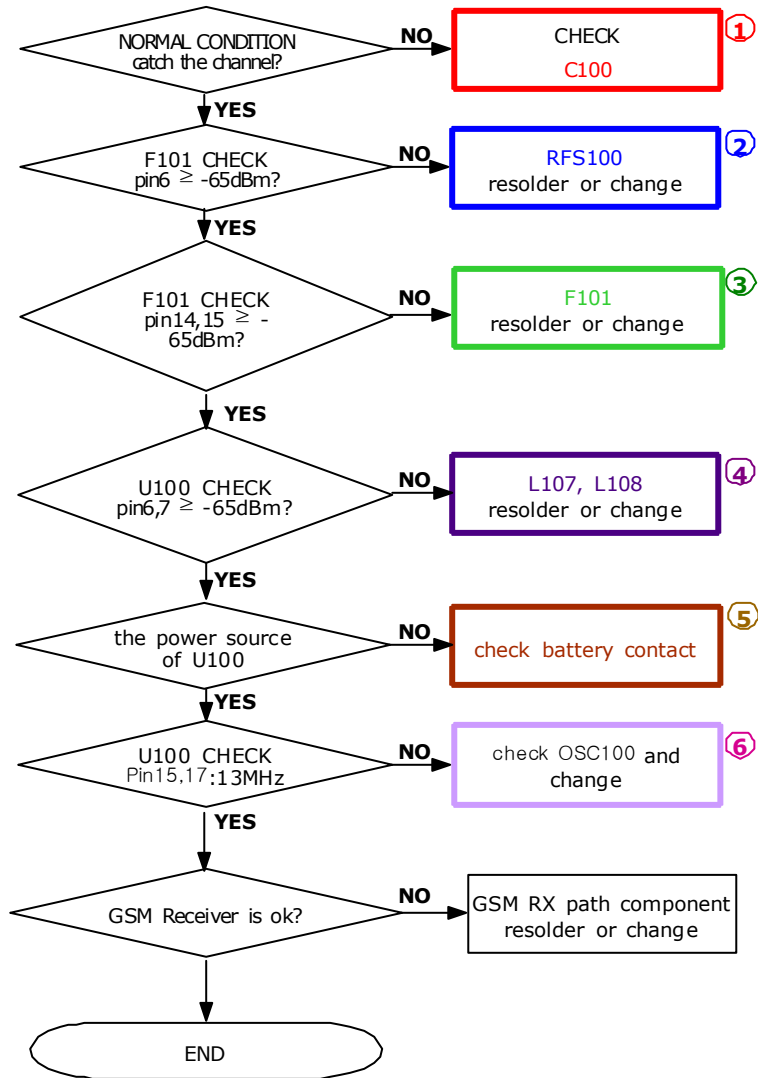 NORMAL CONDITION
catch the channel?
NO
CHECK
C100
1
YES
F101 CHECK
pin6 ≥ -65dBm?
NO
RFS100
resolder or change
2
YES
F101 CHECK
pin14,15 ≥ -
65dBm?
NO
F101
resolder or change
3
YES
U100 CHECK
pin6,7 ≥ -65dBm?
NO
L107, L108
resolder or change
4
YES
the power source
of U100
NO
check battery contact
5
YES
U100 CHECK
Pin15,17:13MHz
NO
check OSC100 and
change
6
YES
GSM Receiver is ok?
NO
GSM RX path component
resolder or change
END